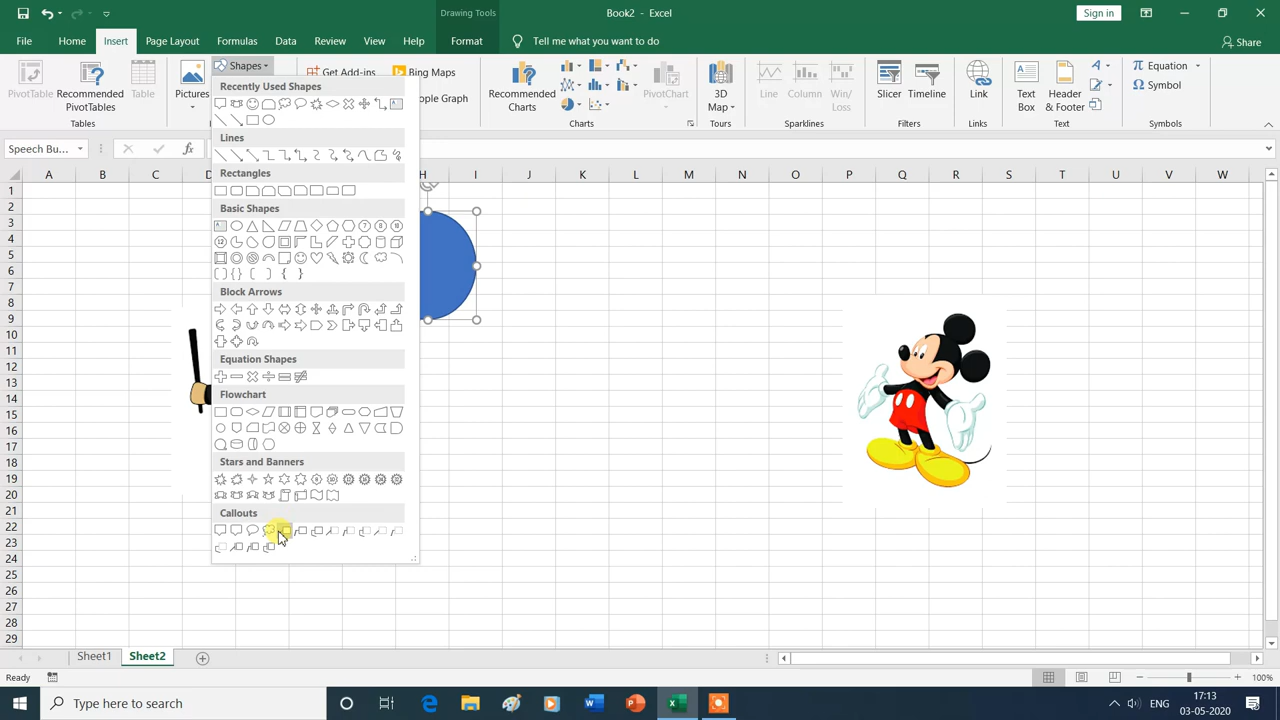 Drawing Tools
Book2 - Excel
Sign in
File Home Insert Page Layout Formulas Data Review View Help Format Tell me what you want to do Share
PivotTable Recommended PivotTables Table Tables
Pictures Shapes
Get Add-ins Bing Maps
Graph
Recommended Charts PivotChart Charts
3D Map Tours
Line Column Win/Loss Sparklines
Slicer Timeline Filters
Link Links
Text Box Header & Footer Text
Equation Symbol Symbols
Speech Bu...
Recently Used Shapes
Lines
Rectangles
Basic Shapes
Block Arrows
Equation Shapes
Flowchart
Stars and Banners
Callouts
A B C D H I J K L M N O P Q R S T U V W
1
2
3
4
5
6
7
8
9
10
11
12
13
14
15
16
17
18
19
20
21
22
23
24
25
26
27
28
29
Sheet1 Sheet2
Ready
100%
Type here to search
ENG
17:13
03-05-2020